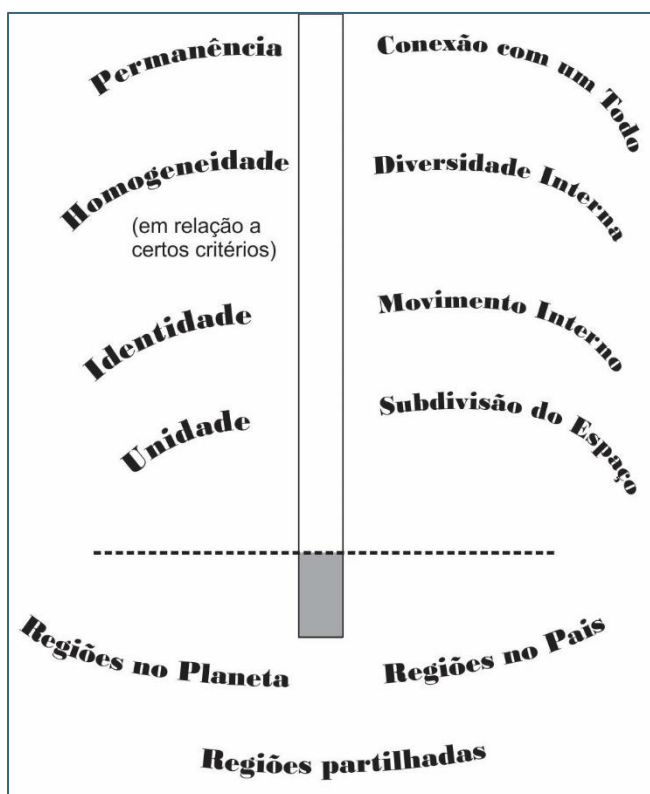 Permanência
Conexão com um Todo
Homogeneidade
Diversidade Interna
(em relação a
certos critérios)
Identidade
Movimento Interno
Unidade
Subdivisão do Espaço
Regiões no Planeta
Regiões no Pais
Regiões partilhadas